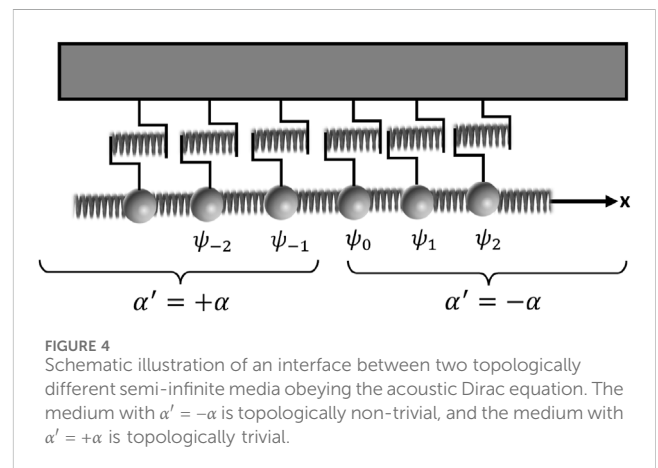 x
ψ₋₂ ψ₋₁ ψ₀ ψ₁ ψ₂
α′ = +α α′ = −α
FIGURE 4
Schematic illustration of an interface between two topologically
different semi-infinite media obeying the acoustic Dirac equation. The
medium with α′ = −α is topologically non-trivial, and the medium with
α′ = +α is topologically trivial.